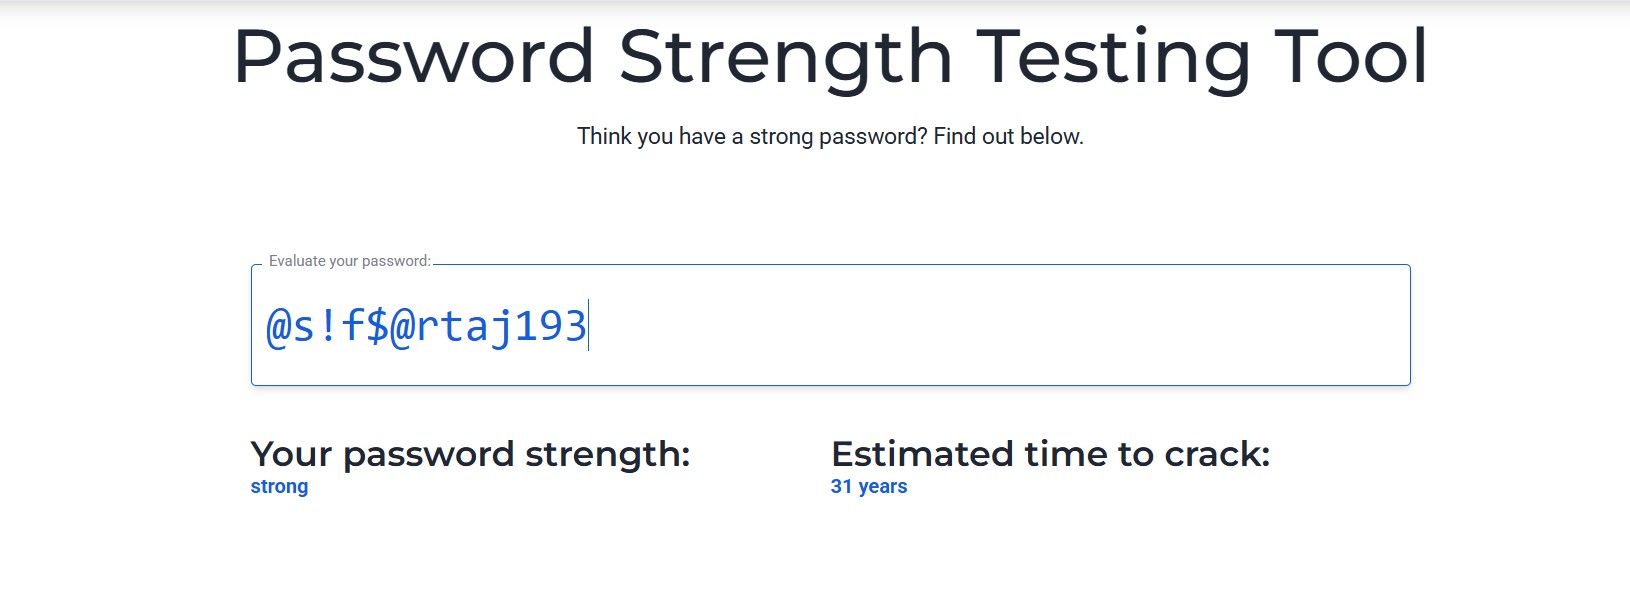 Password Strength Testing Tool
Think you have a strong password? Find out below.
Evaluate your password:
@s!f$@rtaj193
Your password strength:
strong
Estimated time to crack:
31 years